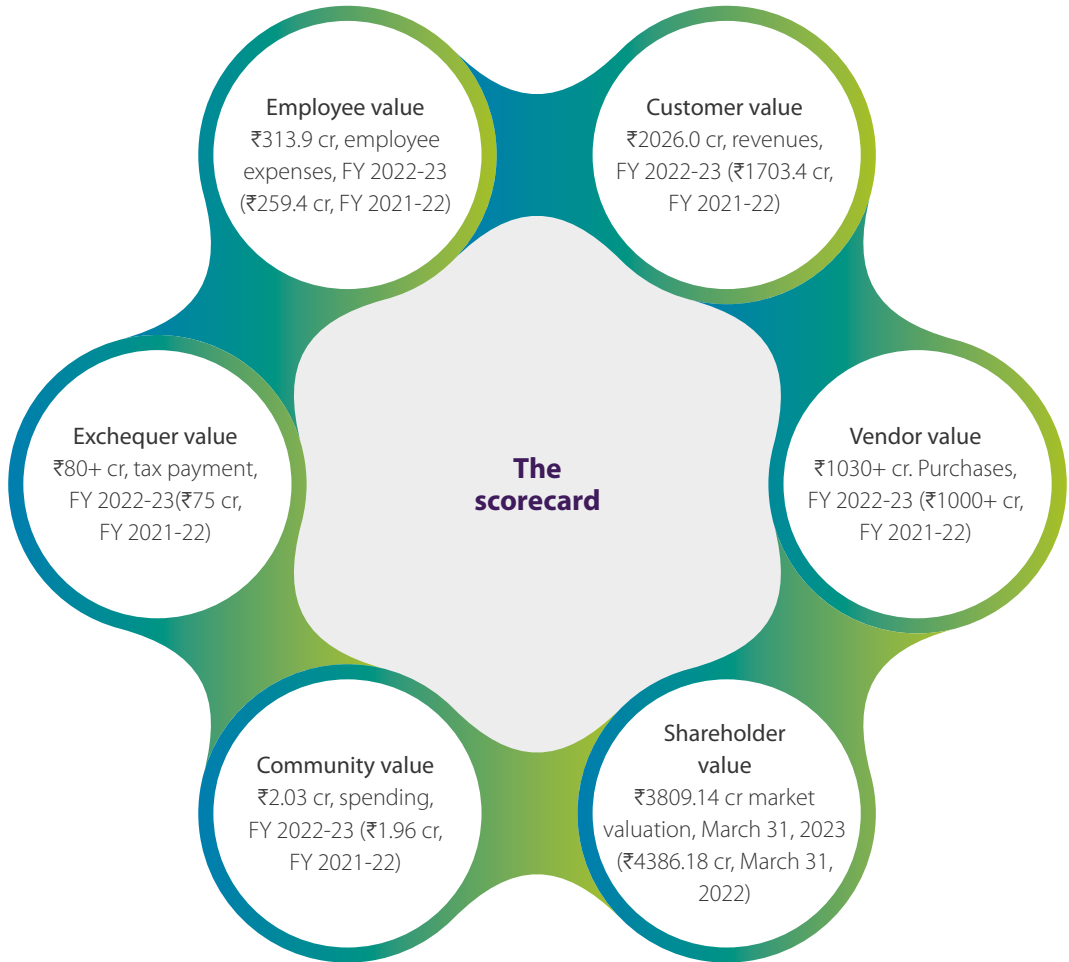 Employee value
₹313.9 cr, employee
expenses, FY 2022-23
(₹259.4 cr, FY 2021-22)
Customer value
₹2026.0 cr, revenues,
FY 2022-23 (₹1703.4 cr,
FY 2021-22)
Exchequer value
₹80+ cr, tax payment,
FY 2022-23(₹75 cr,
FY 2021-22)
The
scorecard
Vendor value
₹1030+ cr. Purchases,
FY 2022-23 (₹1000+ cr,
FY 2021-22)
Community value
₹2.03 cr, spending,
FY 2022-23 (₹1.96 cr,
FY 2021-22)
Shareholder
value
₹3809.14 cr market
valuation, March 31, 2023
(₹4386.18 cr, March 31,
2022)